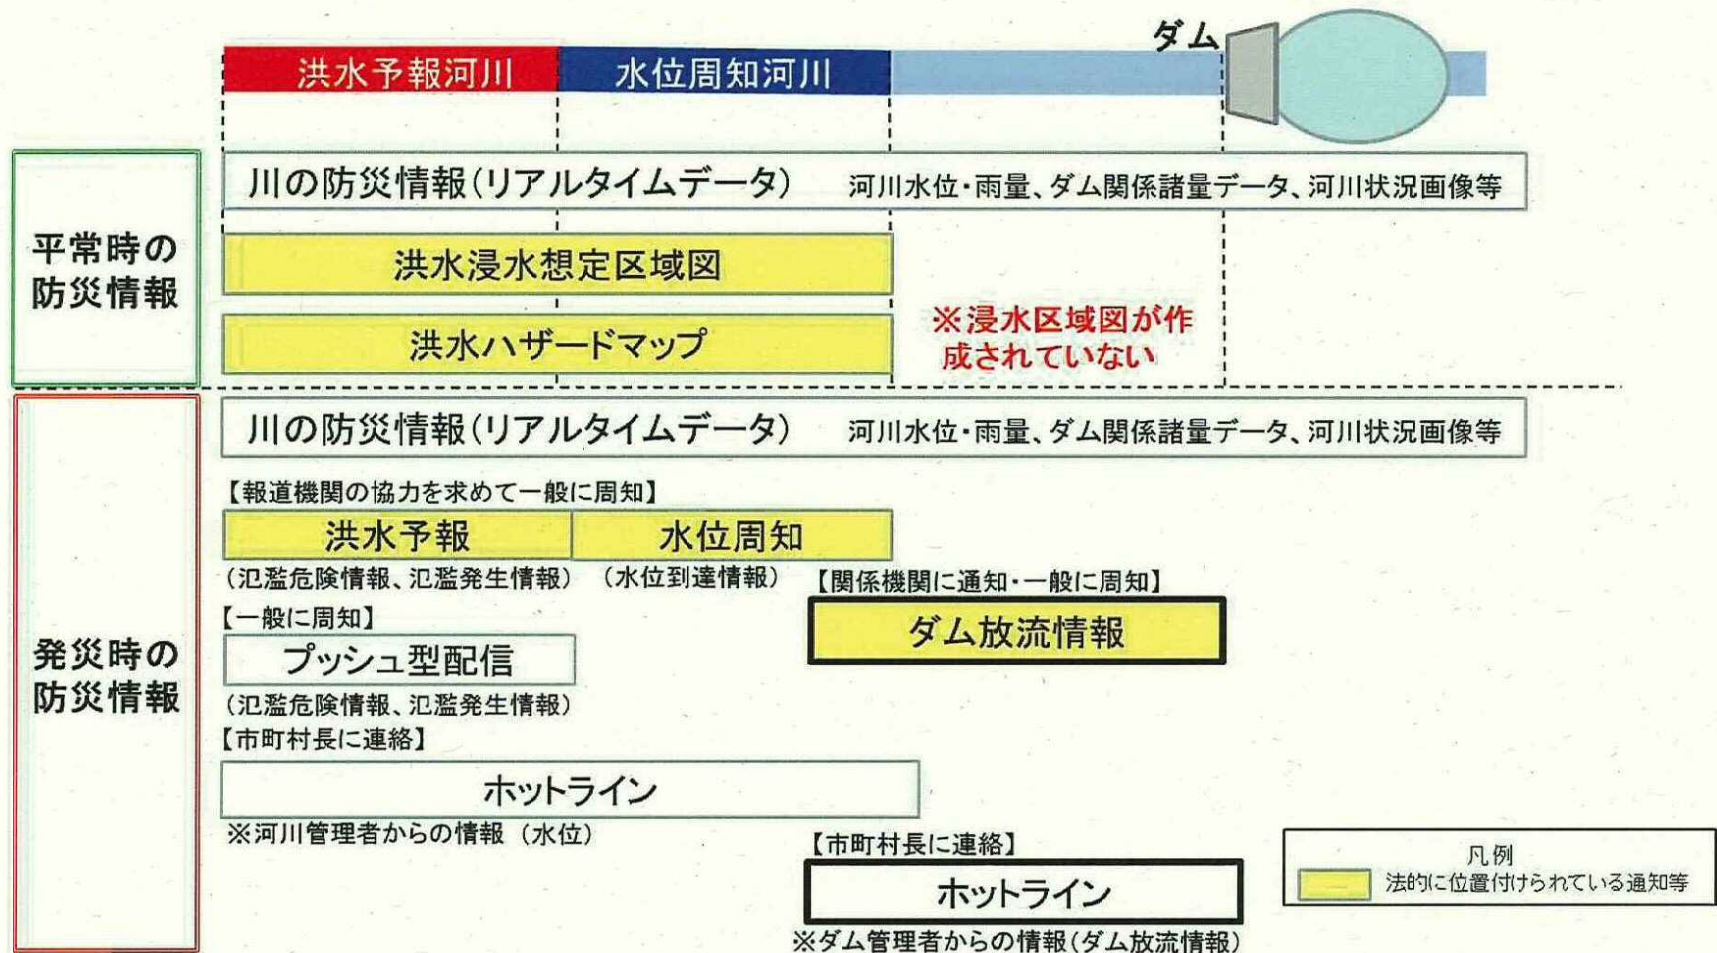 ダム
洪水予報河川
水位周知河川
平常時の
防災情報
川の防災情報(リアルタイムデータ) 河川水位・雨量、ダム関係諸量データ、河川状況画像等
洪水浸水想定区域図
洪水ハザードマップ
※浸水区域図が作
成されていない
発災時の
防災情報
川の防災情報(リアルタイムデータ) 河川水位・雨量、ダム関係諸量データ、河川状況画像等
【報道機関の協力を求めて一般に周知】
洪水予報
水位周知
(氾濫危険情報、氾濫発生情報)
(水位到達情報)
【関係機関に通知・一般に周知】
ダム放流情報
【一般に周知】
プッシュ型配信
(氾濫危険情報、氾濫発生情報)
【市町村長に連絡】
ホットライン
※河川管理者からの情報(水位)
【市町村長に連絡】
ホットライン
※ダム管理者からの情報(ダム放流情報)
凡例
法的に位置付けられている通知等